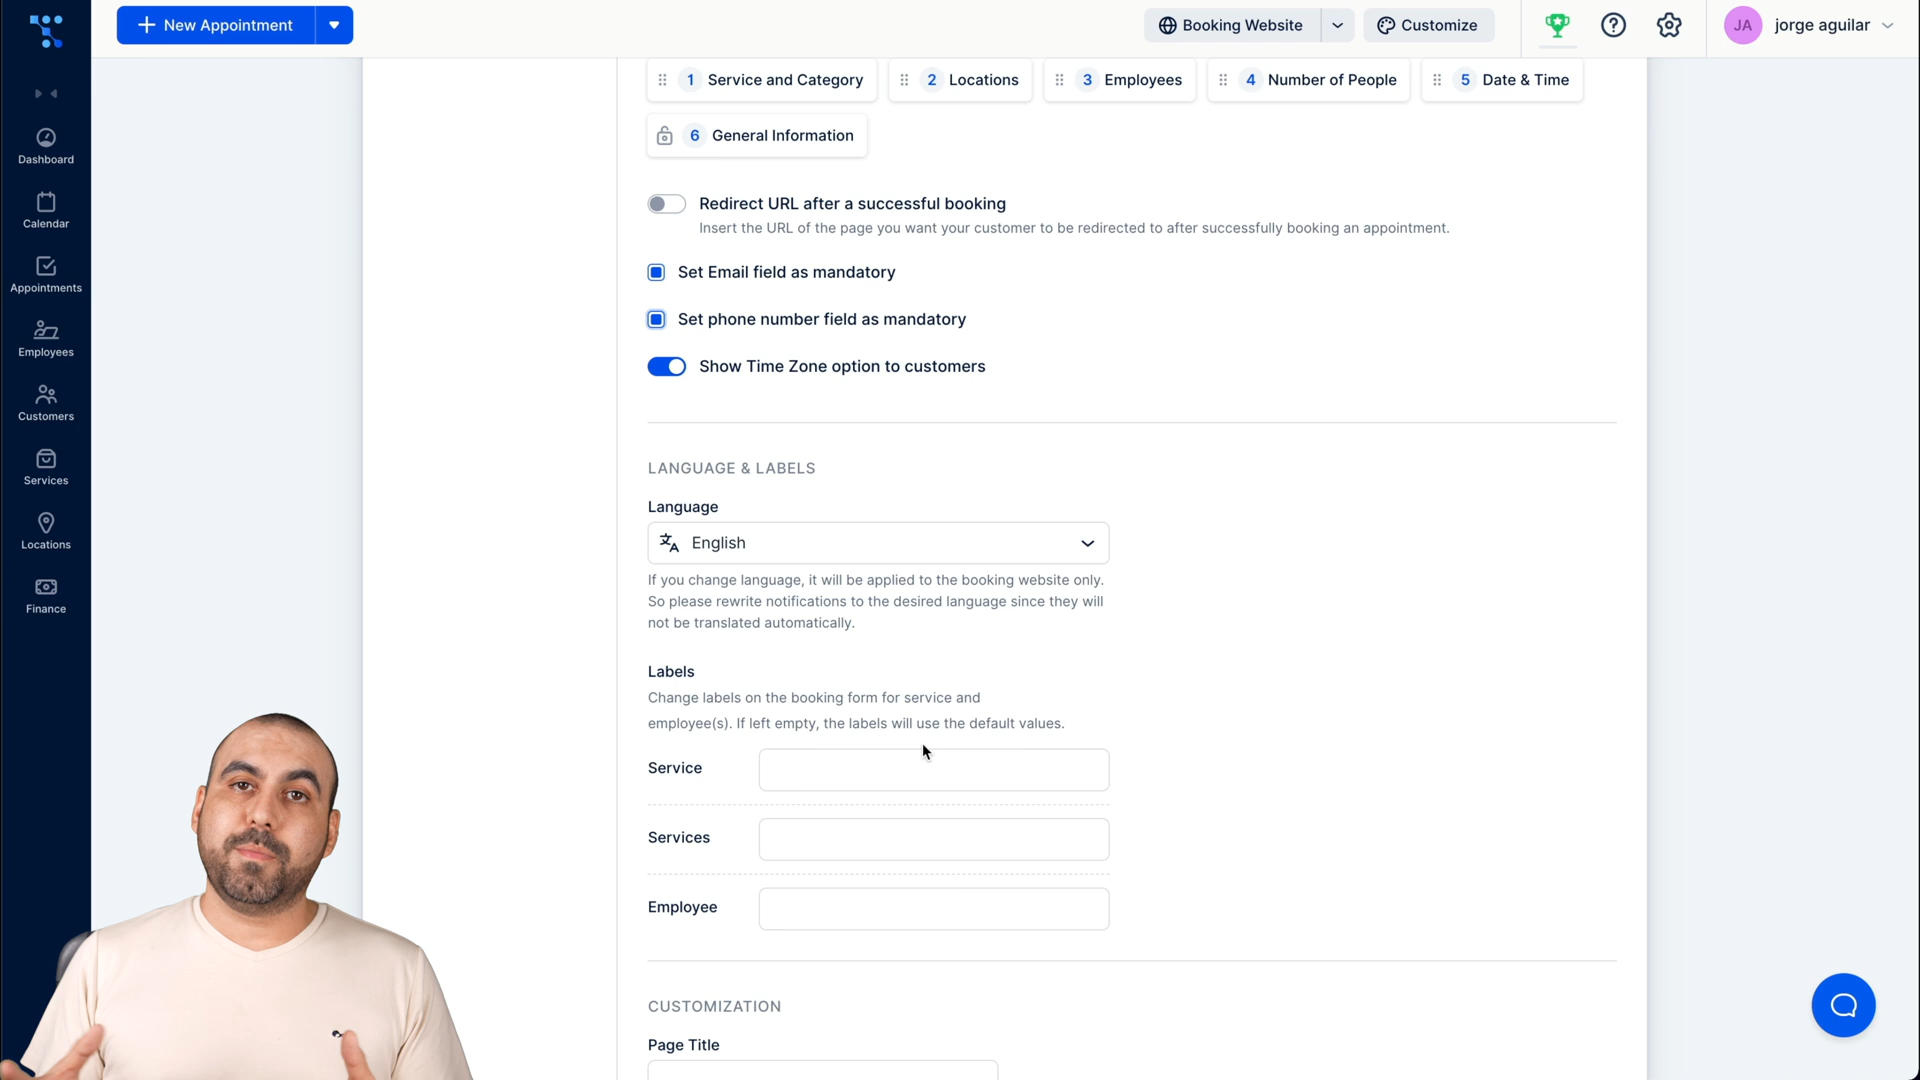 New Appointment
Booking Website
Customize
JA
jorge aguilar
1 Service and Category
2 Locations
3 Employees
4 Number of People
5 Date & Time
6 General Information
Redirect URL after a successful booking
Insert the URL of the page you want your customer to be redirected to after successfully booking an appointment.
Set Email field as mandatory
Set phone number field as mandatory
Show Time Zone option to customers
LANGUAGE & LABELS
Language
English
If you change language, it will be applied to the booking website only.
So please rewrite notifications to the desired language since they will
not be translated automatically.
Labels
Change labels on the booking form for service and
employee(s). If left empty, the labels will use the default values.
Service
Services
Employee
CUSTOMIZATION
Page Title
Dashboard
Calendar
Appointments
Employees
Customers
Services
Locations
Finance